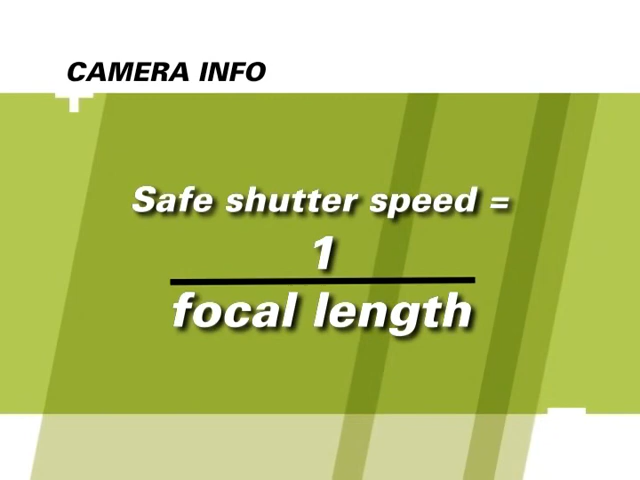 CAMERA INFO
Safe shutter speed =
1
focal length